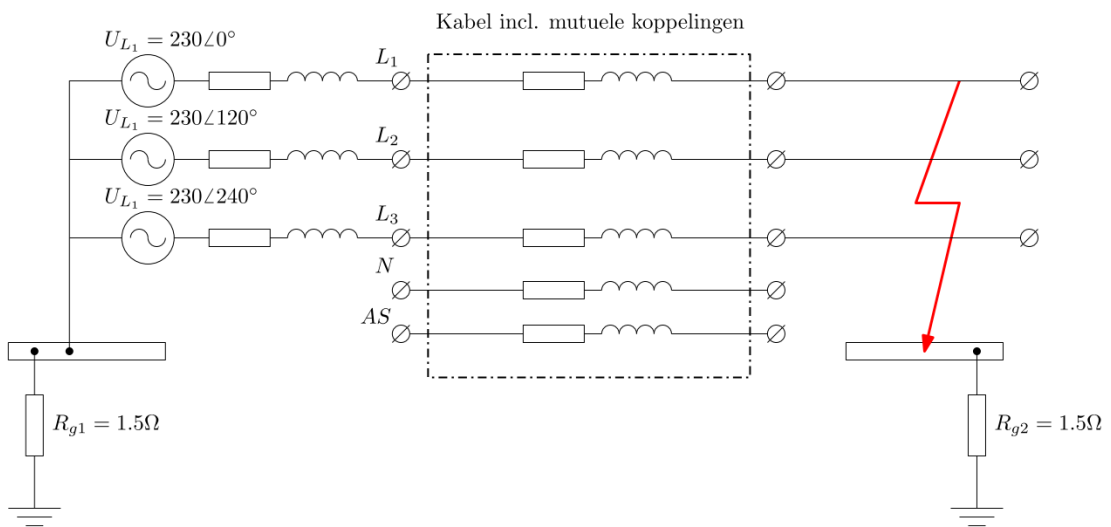 Kabel incl. mutuele koppelingen
U_{L_1} = 230∠0°
L_1
U_{L_1} = 230∠120°
L_2
U_{L_1} = 230∠240°
L_3
N
AS
R_{g1} = 1.5Ω
R_{g2} = 1.5Ω